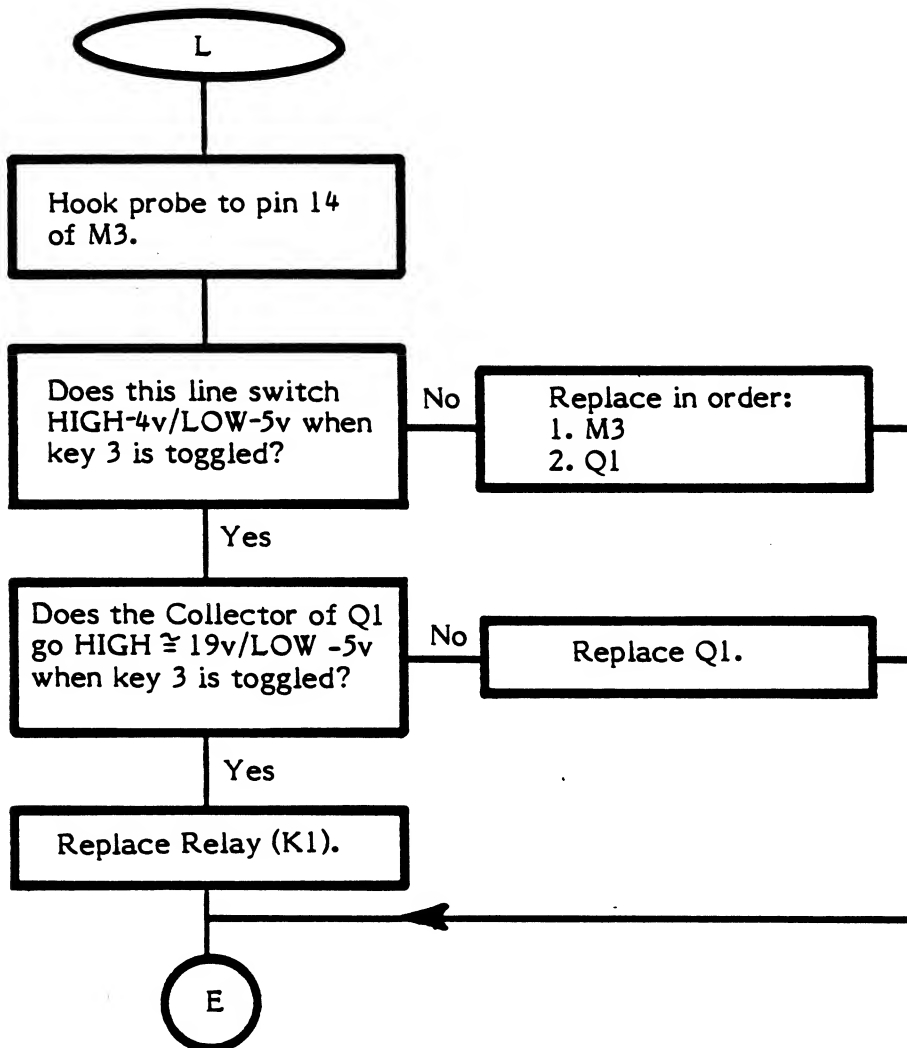 L
Hook probe to pin 14
of M3.
Does this line switch
HIGH-4v/LOW-5v when
key 3 is toggled?
No
Replace in order:
1. M3
2. Q1
Yes
Does the Collector of Q1
go HIGH ≅ 19v/LOW -5v
when key 3 is toggled?
No
Replace Q1.
Yes
Replace Relay (K1).
E